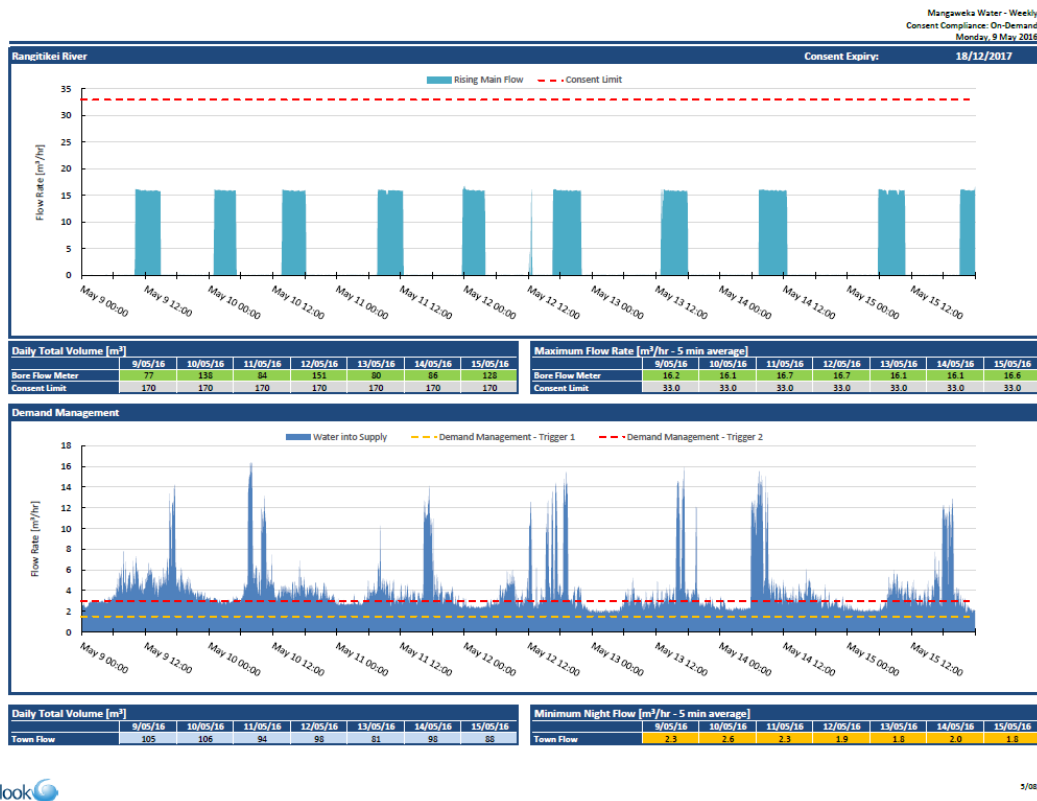 Mangaweka Water - Weekly
Consent Compliance: On-Demand
Monday, 9 May 2016
Rangitikei River Consent Expiry: 18/12/2017
Rising Main Flow Consent Limit
35
30
25
20
15
10
5
0
Flow Rate [m³/hr]
May 9 00:00 May 9 12:00 May 10 00:00 May 10 12:00 May 11 00:00 May 11 12:00 May 12 00:00 May 12 12:00 May 13 00:00 May 13 12:00 May 14 00:00 May 14 12:00 May 15 00:00 May 15 12:00
Daily Total Volume [m³]
9/05/16 10/05/16 11/05/16 12/05/16 13/05/16 14/05/16 15/05/16
Bore Flow Meter 77 138 84 151 80 86 128
Consent Limit 170 170 170 170 170 170 170
Maximum Flow Rate [m³/hr - 5 min average]
9/05/16 10/05/16 11/05/16 12/05/16 13/05/16 14/05/16 15/05/16
Bore Flow Meter 16.2 16.1 16.7 16.7 16.1 16.1 16.6
Consent Limit 33.0 33.0 33.0 33.0 33.0 33.0 33.0
Demand Management
Water into Supply Demand Management - Trigger 1 Demand Management - Trigger 2
18
16
14
12
10
8
6
4
2
0
Flow Rate [m³/hr]
May 9 00:00 May 9 12:00 May 10 00:00 May 10 12:00 May 11 00:00 May 11 12:00 May 12 00:00 May 12 12:00 May 13 00:00 May 13 12:00 May 14 00:00 May 14 12:00 May 15 00:00 May 15 12:00
Daily Total Volume [m³]
9/05/16 10/05/16 11/05/16 12/05/16 13/05/16 14/05/16 15/05/16
Town Flow 105 106 94 98 81 98 88
Minimum Night Flow [m³/hr - 5 min average]
9/05/16 10/05/16 11/05/16 12/05/16 13/05/16 14/05/16 15/05/16
Town Flow 2.3 2.6 2.3 1.9 1.8 2.0 1.8
look
5/08